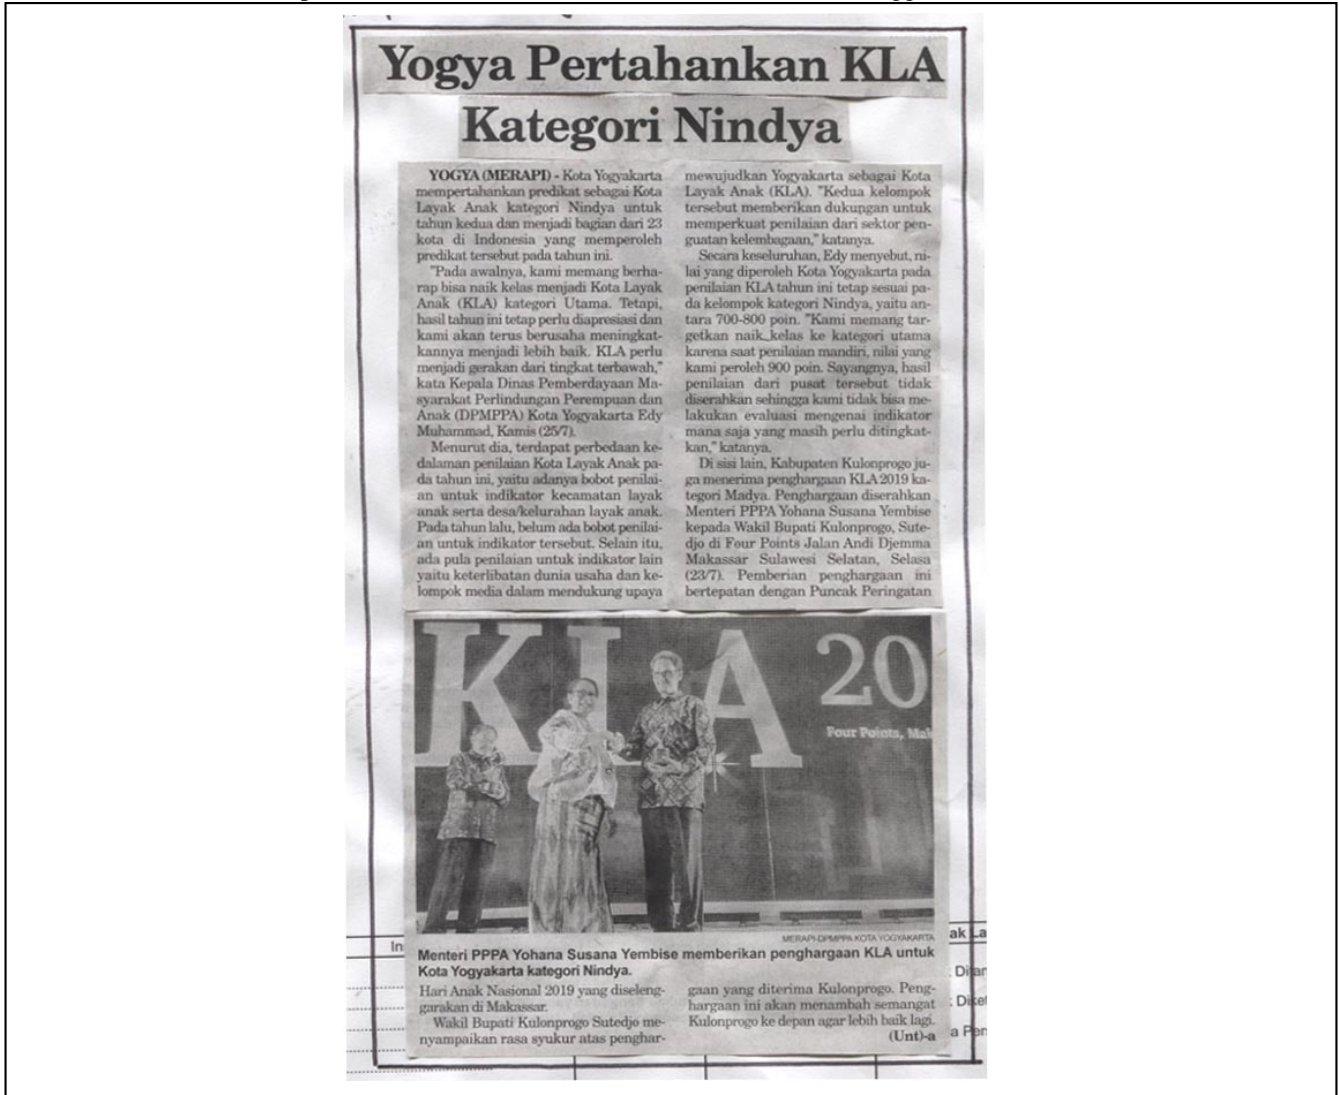 Yogya Pertahankan KLA
Kategori Nindya
YOGYA (MERAPI) - Kota Yogyakarta
mempertahankan predikat sebagai Kota
Layak Anak kategori Nindya untuk
tahun kedua dan menjadi bagian dari 23
kota di Indonesia yang memperoleh
predikat tersebut pada tahun ini.
"Pada awalnya, kami memang berha-
rap bisa naik kelas menjadi Kota Layak
Anak (KLA) kategori Utama. Tetapi,
hasil tahun ini tetap perlu diapresiasi dan
kami akan terus berusaha meningkat-
kannya menjadi lebih baik. KLA perlu
menjadi gerakan dari tingkat terbawah,"
kata Kepala Dinas Pemberdayaan Ma-
syarakat Perlindungan Perempuan dan
Anak (DPMPPA) Kota Yogyakarta Edy
Muhammad, Kamis (25/7).
Menurut dia, terdapat perbedaan ke-
dalaman penilaian Kota Layak Anak pa-
da tahun ini, yaitu adanya bobot penilai-
an untuk indikator kecamatan layak
anak serta desa/kelurahan layak anak.
Pada tahun lalu, belum ada bobot penilai-
an untuk indikator tersebut. Selain itu,
ada pula penilaian untuk indikator lain
yaitu keterlibatan dunia usaha dan ke-
lompok media dalam mendukung upaya
mewujudkan Yogyakarta sebagai Kota
Layak Anak (KLA). "Kedua kelompok
tersebut memberikan dukungan untuk
memperkuat penilaian dari sektor pen-
guatan kelembagaan," katanya.
Secara keseluruhan, Edy menyebut, ni-
lai yang diperoleh Kota Yogyakarta pada
penilaian KLA tahun ini tetap sesuai pa-
da kelompok kategori Nindya, yaitu an-
tara 700-800 poin. "Kami memang tar-
getkan naik kelas ke kategori utama
karena saat penilaian mandiri, nilai yang
kami peroleh 900 poin. Sayangnya, hasil
penilaian dari pusat tersebut tidak
diserahkan sehingga kami tidak bisa me-
lakukan evaluasi mengenai indikator
mana saja yang masih perlu ditingkat-
kan," katanya.
Di sisi lain, Kabupaten Kulonprogo ju-
ga menerima penghargaan KLA 2019 ka-
tegori Madya. Penghargaan diserahkan
Menteri PPPA Yohana Susana Yembise
kepada Wakil Bupati Kulonprogo, Sute-
djo di Four Points Jalan Andi Djemma
Makassar Sulawesi Selatan, Selasa
(23/7). Pemberian penghargaan ini
bertepatan dengan Puncak Peringatan
KLA 20
Four Points, Mak
MERAPI-DPMPPA KOTA YOGYAKARTA
Menteri PPPA Yohana Susana Yembise memberikan penghargaan KLA untuk
Kota Yogyakarta kategori Nindya.
Hari Anak Nasional 2019 yang diseleng-
garakan di Makassar.
Wakil Bupati Kulonprogo Sutedjo me-
nyampaikan rasa syukur atas penghar-
gaan yang diterima Kulonprogo. Peng-
hargaan ini akan menambah semangat
Kulonprogo ke depan agar lebih baik lagi.
(Unt)-a